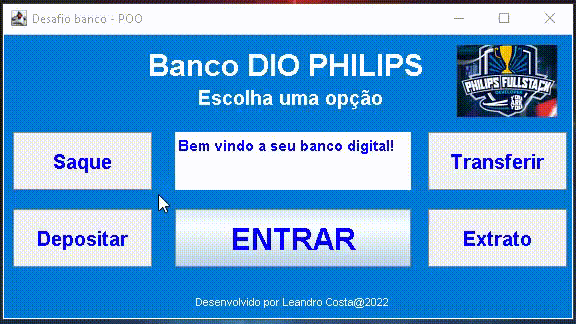 Desafio banco - POO
Banco DIO PHILIPS
Escolha uma opção
PHILIPS FULLSTACK
DEVELOPER
Saque
Bem vindo a seu banco digital!
Transferir
Depositar
ENTRAR
Extrato
Desenvolvido por Leandro Costa@2022